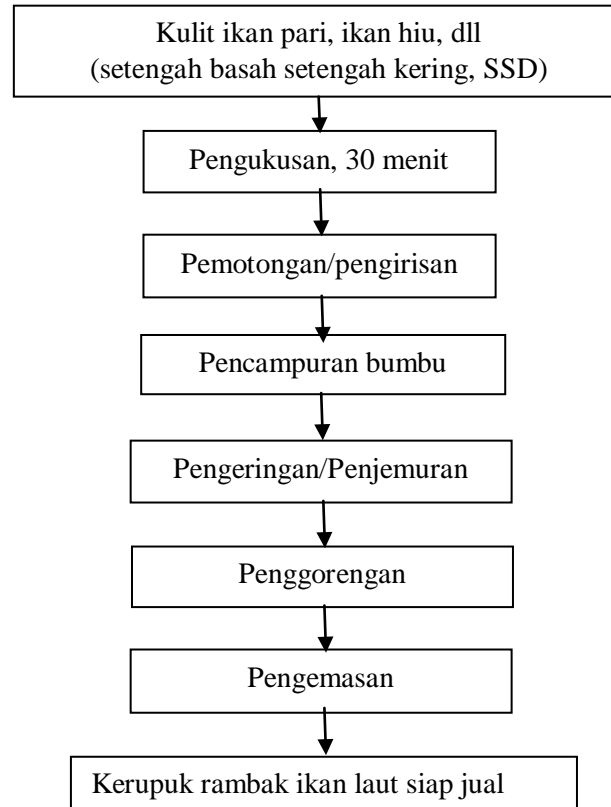 Kulit ikan pari, ikan hiu, dll
(setengah basah setengah kering, SSD)
Pengukusan, 30 menit
Pemotongan/pengirisan
Pencampuran bumbu
Pengeringan/Penjemuran
Penggorengan
Pengemasan
Kerupuk rambak ikan laut siap jual